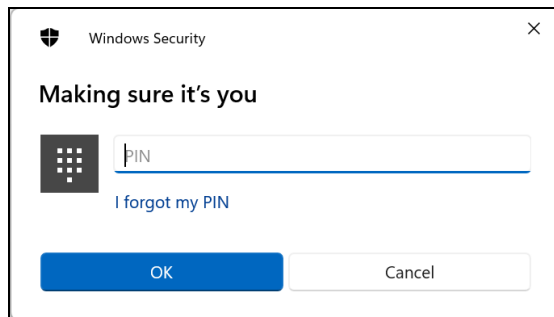 Windows Security
Making sure it's you
PIN
I forgot my PIN
OK
Cancel